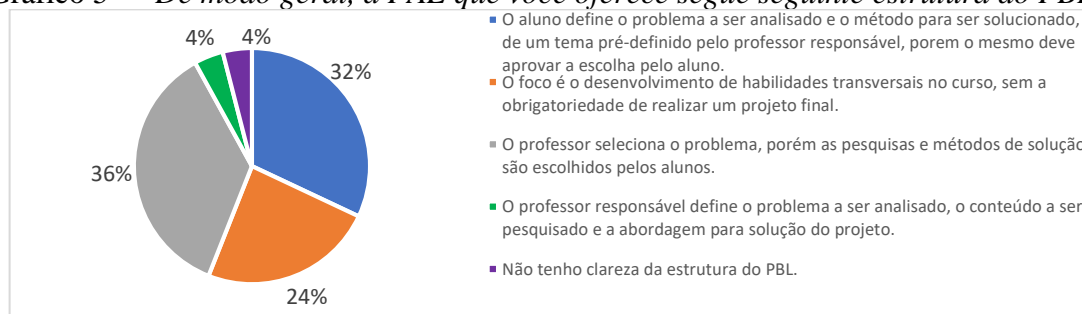 Gráfico 3 – De modo geral, a PAE que você oferece segue seguinte estrutura do PBL
4%
4%
32%
36%
24%
O aluno define o problema a ser analisado e o método para ser solucionado,
de um tema pré-definido pelo professor responsável, porem o mesmo deve
aprovar a escolha pelo aluno.
O foco é o desenvolvimento de habilidades transversais no curso, sem a
obrigatoriedade de realizar um projeto final.
O professor seleciona o problema, porém as pesquisas e métodos de solução
são escolhidos pelos alunos.
O professor responsável define o problema a ser analisado, o conteúdo a ser
pesquisado e a abordagem para solução do projeto.
Não tenho clareza da estrutura do PBL.